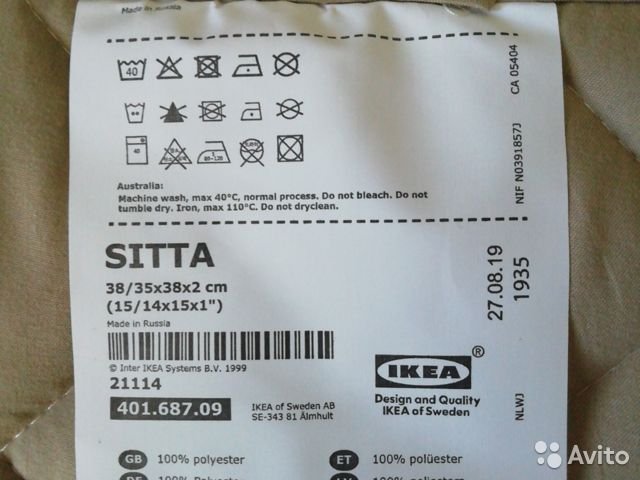 Made in Russia
40
40
Australia:
Machine wash, max 40°C, normal process. Do not bleach. Do not
tumble dry. Iron, max 110°C. Do not dryclean.
CA 05404
NIF N0391857J
SITTA
38/35x38x2 cm
(15/14x15x1")
Made in Russia
27.08.19
1935
© Inter IKEA Systems B.V. 1999
21114
401.687.09
IKEA of Sweden AB
SE-343 81 Älmhult
IKEA®
Design and Quality
IKEA of Sweden
NLWJ
GB 100% polyester
ET 100% polüester
Avito